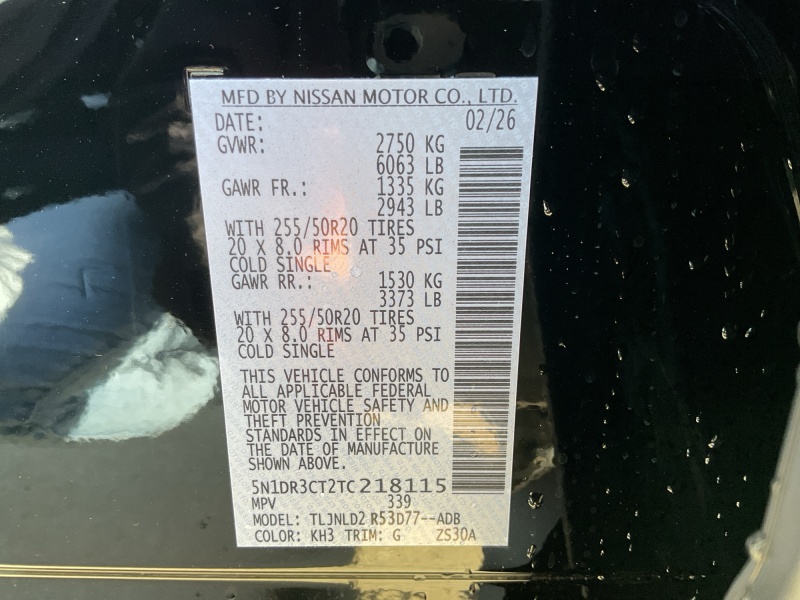 MFD BY NISSAN MOTOR CO., LTD.
DATE: 02/26
GVWR: 2750 KG
6063 LB
GAWR FR.: 1335 KG
2943 LB
WITH 255/50R20 TIRES
20 X 8.0 RIMS AT 35 PSI
COLD SINGLE
GAWR RR.: 1530 KG
3373 LB
WITH 255/50R20 TIRES
20 X 8.0 RIMS AT 35 PSI
COLD SINGLE
THIS VEHICLE CONFORMS TO
ALL APPLICABLE FEDERAL
MOTOR VEHICLE SAFETY AND
THEFT PREVENTION
STANDARDS IN EFFECT ON
THE DATE OF MANUFACTURE
SHOWN ABOVE.
5N1DR3CT2TC218115
MPV 339
MODEL: TLJNLD2 R53D77--ADB
COLOR: KH3 TRIM: G ZS30A